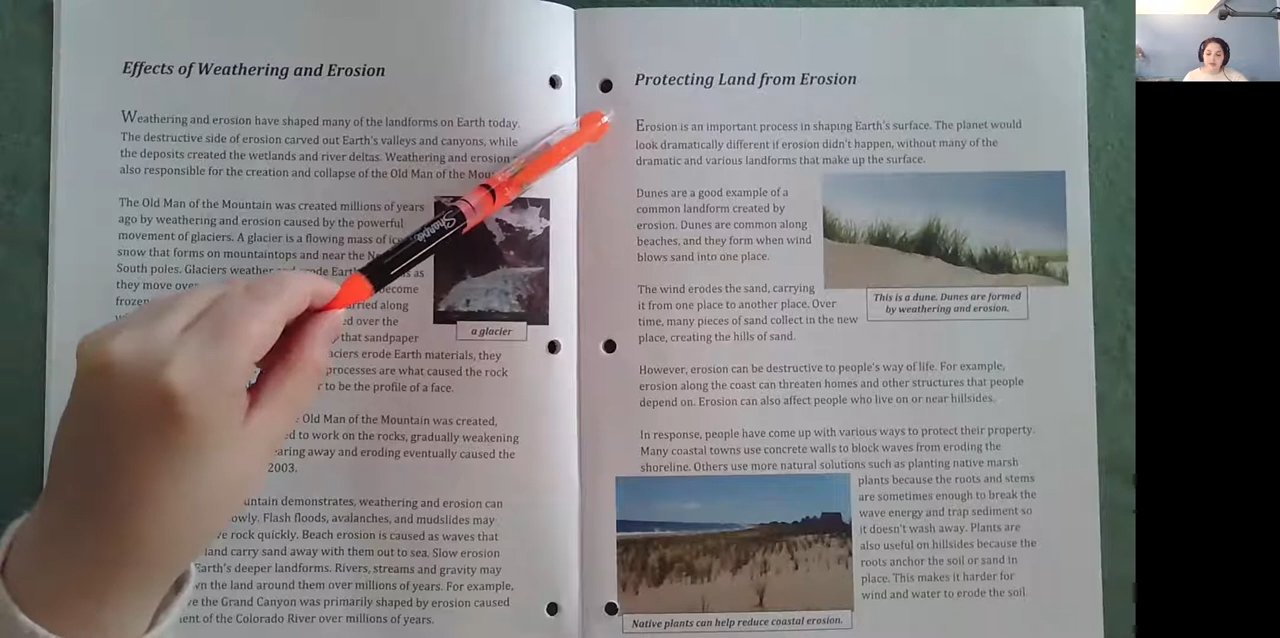 Effects of Weathering and Erosion
Weathering and erosion have shaped many of the landforms on Earth today.
The destructive side of erosion carved out Earth's valleys and canyons, while
the deposits created the wetlands and river deltas. Weathering and erosion
also responsible for the creation and collapse of the Old Man of the
The Old Man of the Mountain was created millions of years
ago by weathering and erosion caused by the powerful
movement of glaciers. A glacier is a flowing mass of
snow that forms on mountaintops and near the
South poles. Glaciers weather as
they move over become
frozen along
ed over the
that sandpaper
erode Earth materials, they
processes are what caused the rock
to be the profile of a face.
a glacier
Old Man of the Mountain was created,
to work on the rocks, gradually weakening
away and eroding eventually caused the
2003.
demonstrates, weathering and erosion can
Flash floods, avalanches, and mudslides may
rock quickly. Beach erosion is caused as waves that
land carry sand away with them out to sea. Slow erosion
Earth's deeper landforms. Rivers, streams and gravity may
the land around them over millions of years. For example,
the Grand Canyon was primarily shaped by erosion caused
of the Colorado River over millions of years.
Sharpie
Protecting Land from Erosion
Erosion is an important process in shaping Earth's surface. The planet would
look dramatically different if erosion didn't happen, without many of the
dramatic and various landforms that make up the surface.
Dunes are a good example of a
common landform created by
erosion. Dunes are common along
beaches, and they form when wind
blows sand into one place.
The wind erodes the sand, carrying
it from one place to another place. Over
time, many pieces of sand collect in the new
place, creating the hills of sand.
This is a dune. Dunes are formed
by weathering and erosion.
However, erosion can be destructive to people's way of life. For example,
erosion along the coast can threaten homes and other structures that people
depend on. Erosion can also affect people who live on or near hillsides.
In response, people have come up with various ways to protect their property.
Many coastal towns use concrete walls to block waves from eroding the
shoreline. Others use more natural solutions such as planting native marsh
plants because the roots and stems
are sometimes enough to break the
wave energy and trap sediment so
it doesn't wash away. Plants are
also useful on hillsides because the
roots anchor the soil or sand in
place. This makes it harder for
wind and water to erode the soil
Native plants can help reduce coastal erosion.